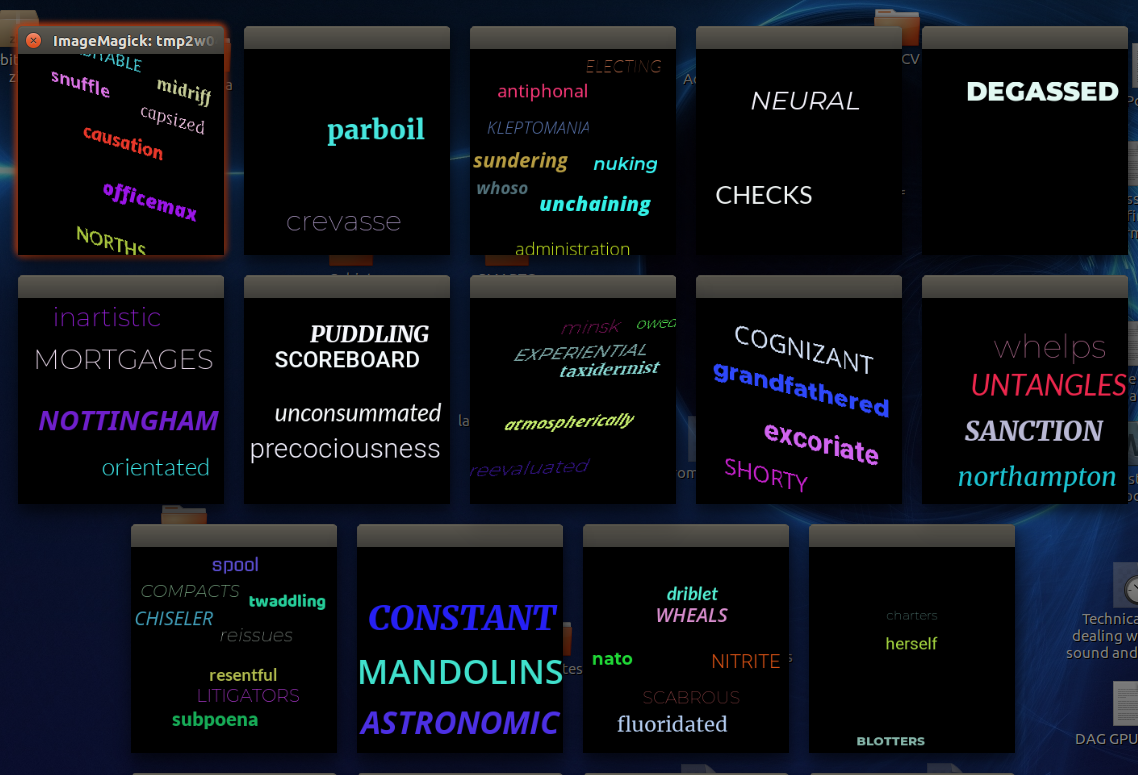 ImageMagick: tmp2w0
CV
snuffle
midriff
capsized
causation
officemax
NORTHS
parboil
crevasse
ELECTING
antiphonal
KLEPTOMANIA
sundering
nuking
whoso
unchaining
administration
NEURAL
CHECKS
DEGASSED
inartistic
MORTGAGES
NOTTINGHAM
orientated
PUDDLING
SCOREBOARD
unconsummated
precociousness
minsk
owed
EXPERIENTIAL
taxidermist
atmospherically
reevaluated
COGNIZANT
grandfathered
excoriate
SHORTY
whelps
UNTANGLES
SANCTION
northampton
spool
COMPACTS
twaddling
CHISELER
reissues
resentful
LITIGATORS
subpoena
CONSTANT
MANDOLINS
ASTRONOMIC
driblet
WHEALS
nato
NITRITE
SCABROUS
fluoridated
charters
herself
BLOTTERS
Technica
dealing w
sound and
DAG GPU